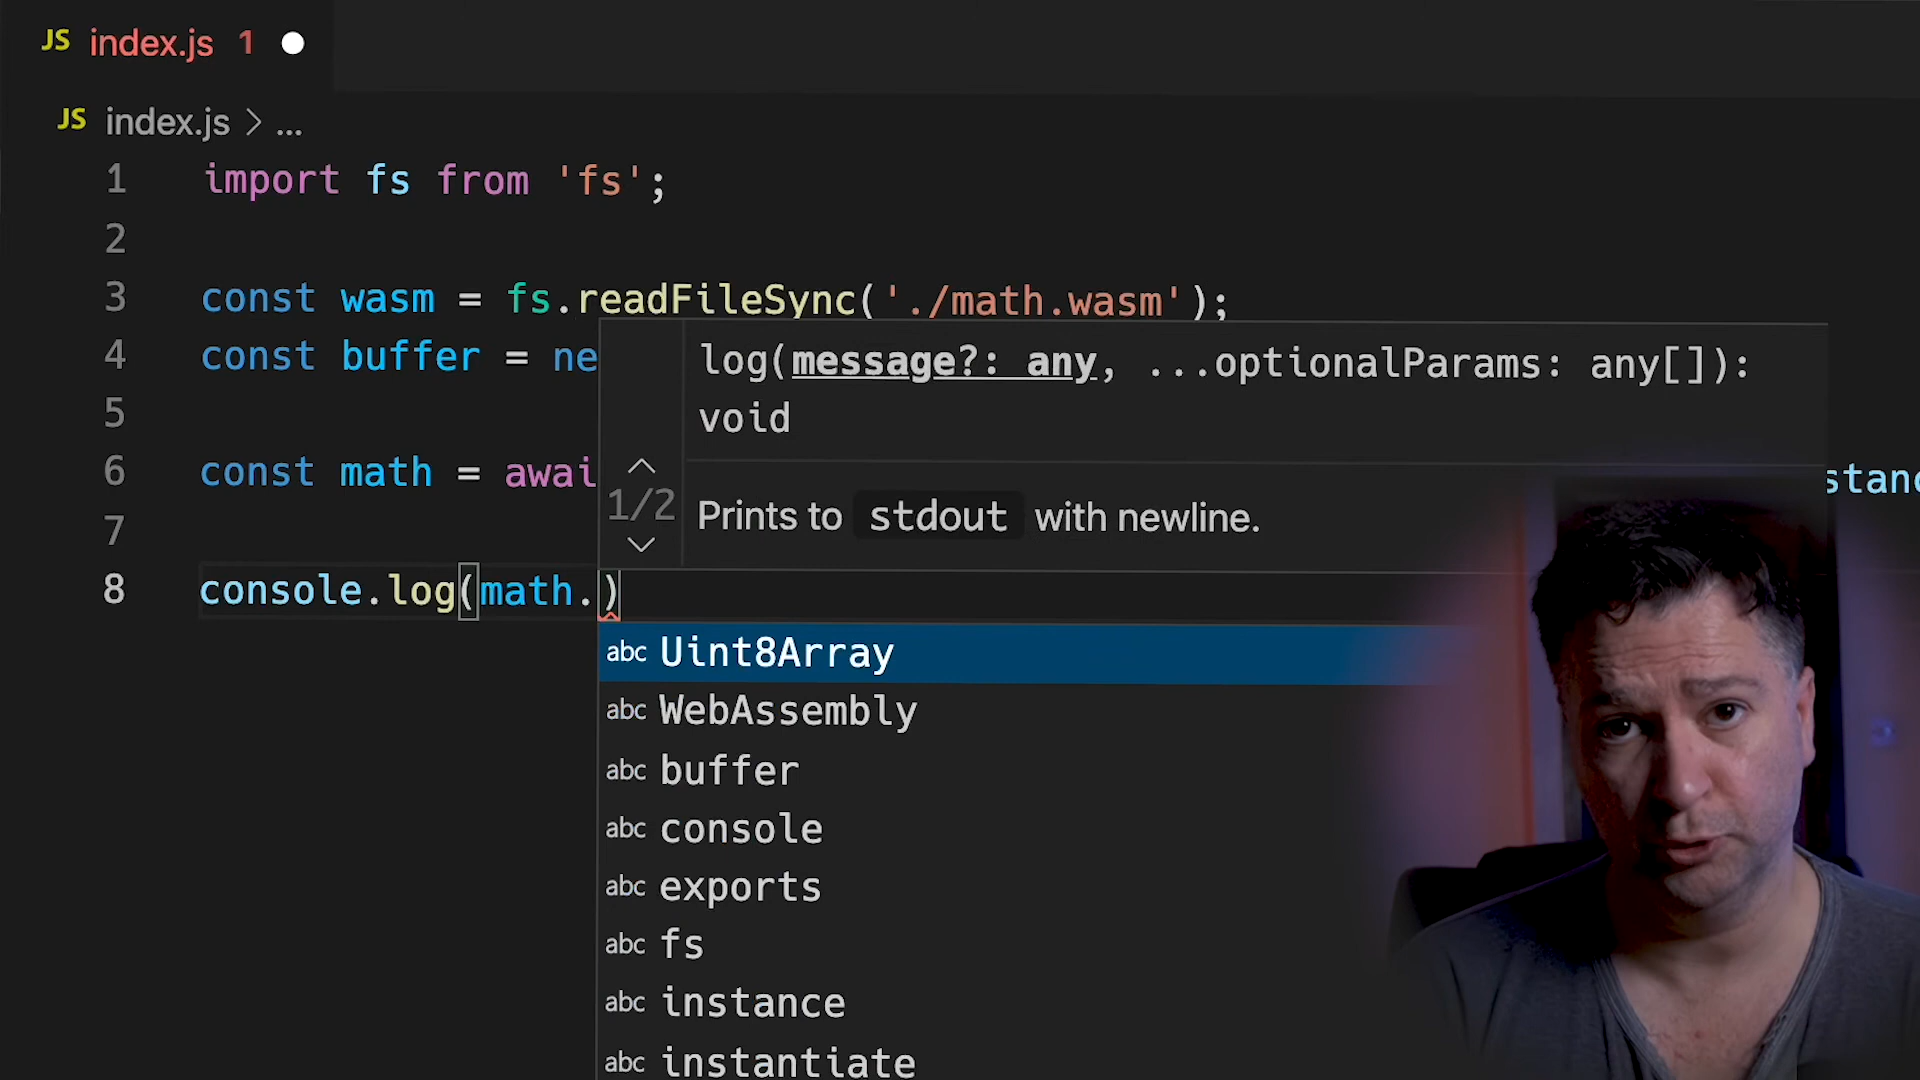 JS index.js 1
JS index.js > ...
1 import fs from 'fs';
2
3 const wasm = fs.readFileSync('./math.wasm');
4 const buffer = ne
log(message?: any, ...optionalParams: any[]):
void
5
6 const math = awai
stanc
1/2
Prints to stdout with newline.
7
8 console.log(math.)
abc Uint8Array
abc WebAssembly
abc buffer
abc console
abc exports
abc fs
abc instance
abc instantiate